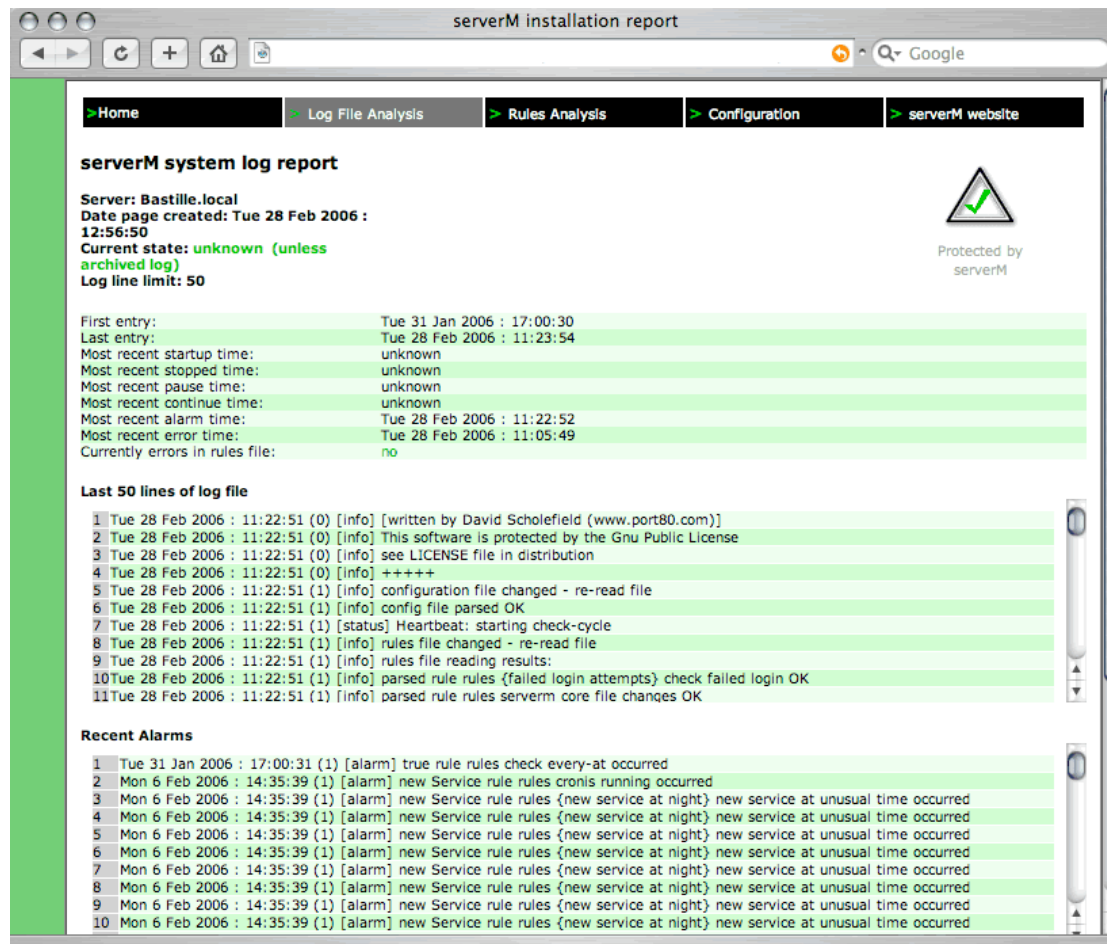 serverM installation report
Google
>Home > Log File Analysis > Rules Analysis > Configuration > serverM website
serverM system log report
Server: Bastille.local
Date page created: Tue 28 Feb 2006 :
12:56:50
Current state: unknown (unless
archived log)
Log line limit: 50
Protected by
serverM
First entry: Tue 31 Jan 2006 : 17:00:30
Last entry: Tue 28 Feb 2006 : 11:23:54
Most recent startup time: unknown
Most recent stopped time: unknown
Most recent pause time: unknown
Most recent continue time: unknown
Most recent alarm time: Tue 28 Feb 2006 : 11:22:52
Most recent error time: Tue 28 Feb 2006 : 11:05:49
Currently errors in rules file: no
Last 50 lines of log file
1 Tue 28 Feb 2006 : 11:22:51 (0) [info] [written by David Scholefield (www.port80.com)]
2 Tue 28 Feb 2006 : 11:22:51 (0) [info] This software is protected by the Gnu Public License
3 Tue 28 Feb 2006 : 11:22:51 (0) [info] see LICENSE file in distribution
4 Tue 28 Feb 2006 : 11:22:51 (0) [info] +++++
5 Tue 28 Feb 2006 : 11:22:51 (1) [info] configuration file changed - re-read file
6 Tue 28 Feb 2006 : 11:22:51 (1) [info] config file parsed OK
7 Tue 28 Feb 2006 : 11:22:51 (1) [status] Heartbeat: starting check-cycle
8 Tue 28 Feb 2006 : 11:22:51 (1) [info] rules file changed - re-read file
9 Tue 28 Feb 2006 : 11:22:51 (1) [info] rules file reading results:
10Tue 28 Feb 2006 : 11:22:51 (1) [info] parsed rule rules {failed login attempts} check failed login OK
11Tue 28 Feb 2006 : 11:22:51 (1) [info] parsed rule rules serverm core file changes OK
Recent Alarms
1 Tue 31 Jan 2006 : 17:00:31 (1) [alarm] true rule rules check every-at occurred
2 Mon 6 Feb 2006 : 14:35:39 (1) [alarm] new Service rule rules cronis running occurred
3 Mon 6 Feb 2006 : 14:35:39 (1) [alarm] new Service rule rules {new service at night} new service at unusual time occurred
4 Mon 6 Feb 2006 : 14:35:39 (1) [alarm] new Service rule rules {new service at night} new service at unusual time occurred
5 Mon 6 Feb 2006 : 14:35:39 (1) [alarm] new Service rule rules {new service at night} new service at unusual time occurred
6 Mon 6 Feb 2006 : 14:35:39 (1) [alarm] new Service rule rules {new service at night} new service at unusual time occurred
7 Mon 6 Feb 2006 : 14:35:39 (1) [alarm] new Service rule rules {new service at night} new service at unusual time occurred
8 Mon 6 Feb 2006 : 14:35:39 (1) [alarm] new Service rule rules {new service at night} new service at unusual time occurred
9 Mon 6 Feb 2006 : 14:35:39 (1) [alarm] new Service rule rules {new service at night} new service at unusual time occurred
10 Mon 6 Feb 2006 : 14:35:39 (1) [alarm] new Service rule rules {new service at night} new service at unusual time occurred